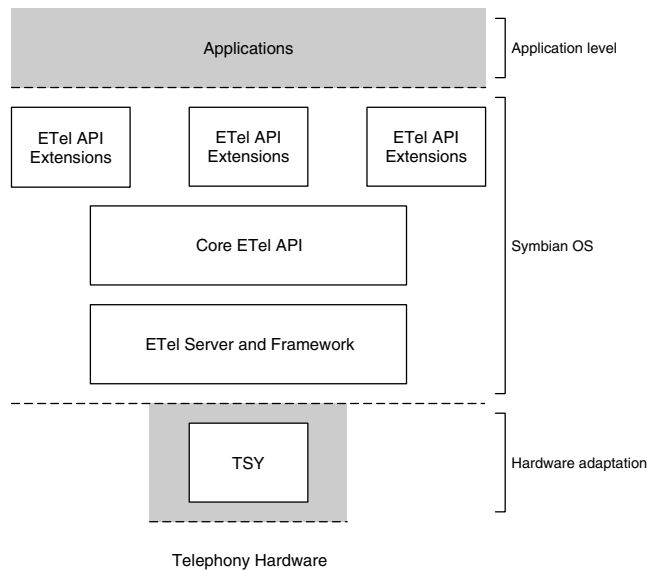 Applications
Application level
ETel API
Extensions
ETel API
Extensions
ETel API
Extensions
Core ETel API
Symbian OS
ETel Server and Framework
TSY
Hardware adaptation
Telephony Hardware